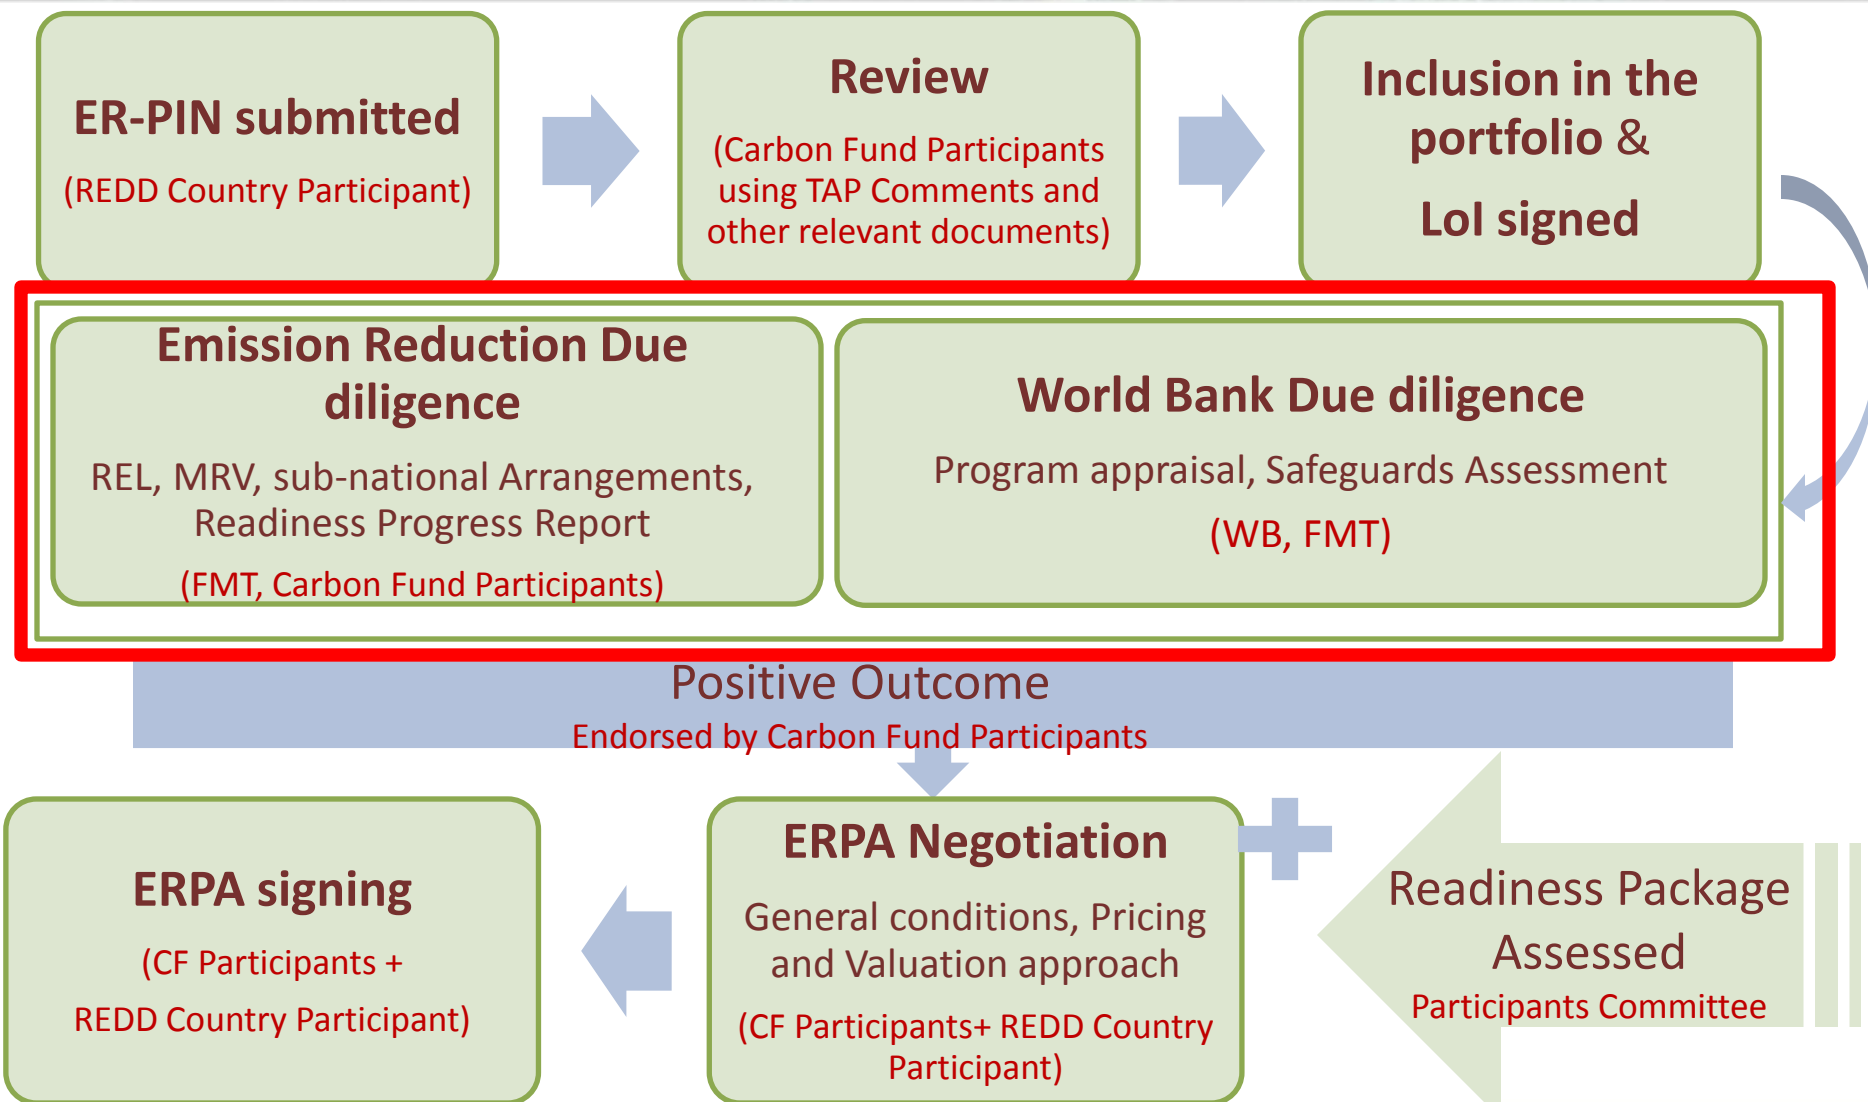 ER-PIN submitted
(REDD Country Participant)
Review
(Carbon Fund Participants
using TAP Comments and
other relevant documents)
Inclusion in the
portfolio &
LoI signed
Emission Reduction Due
diligence
REL, MRV, sub-national Arrangements,
Readiness Progress Report
(FMT, Carbon Fund Participants)
World Bank Due diligence
Program appraisal, Safeguards Assessment
(WB, FMT)
Positive Outcome
Endorsed by Carbon Fund Participants
ERPA signing
(CF Participants +
REDD Country Participant)
ERPA Negotiation
General conditions, Pricing
and Valuation approach
(CF Participants+ REDD Country
Participant)
Readiness Package
Assessed
Participants Committee